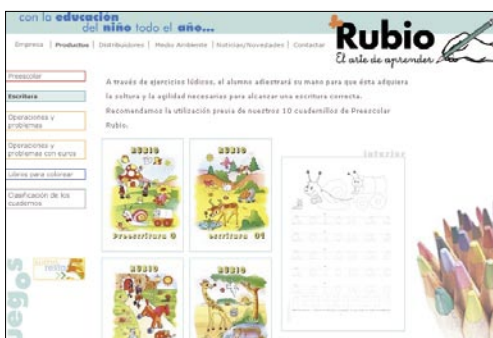 con la educación
del niño todo el año...
Rubio
El arte de aprender
Empresa | Productos | Distribuidores | Medio Ambiente | Noticias/Novedades | Contactar
Preescolar
Escritura
Operaciones y
problemas
Operaciones y
problemas con euros
Libros para colorear
Clasificación de los
cuadernos
A través de ejercicios lúdicos, el alumno adiestrará su mano para que ésta adquiera
la soltura y la agilidad necesarias para alcanzar una escritura correcta.
Recomendamos la utilización previa de nuestros 10 cuadernillos de Preescolar
Rubio.
RUBIO
Preescritura 0
RUBIO
escritura 01
interior
RUBIO
RUBIO